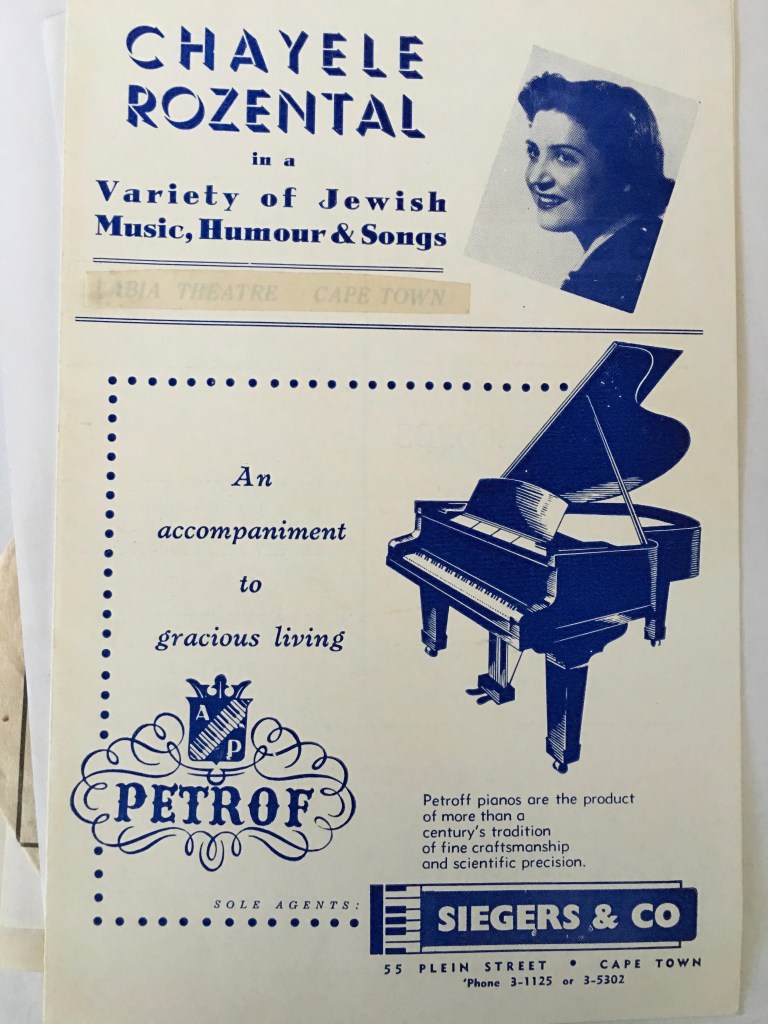 CHAYELE
ROZENTAL
in a
Variety of Jewish
Music, Humour & Songs
LABIA THEATRE CAPE TOWN
An
accompaniment
to
gracious living
A
P
PETROF
Petroff pianos are the product
of more than a
century's tradition
of fine craftsmanship
and scientific precision.
SOLE AGENTS:
SIEGERS & CO
55 PLEIN STREET • CAPE TOWN
'Phone 3-1125 or 3-5302